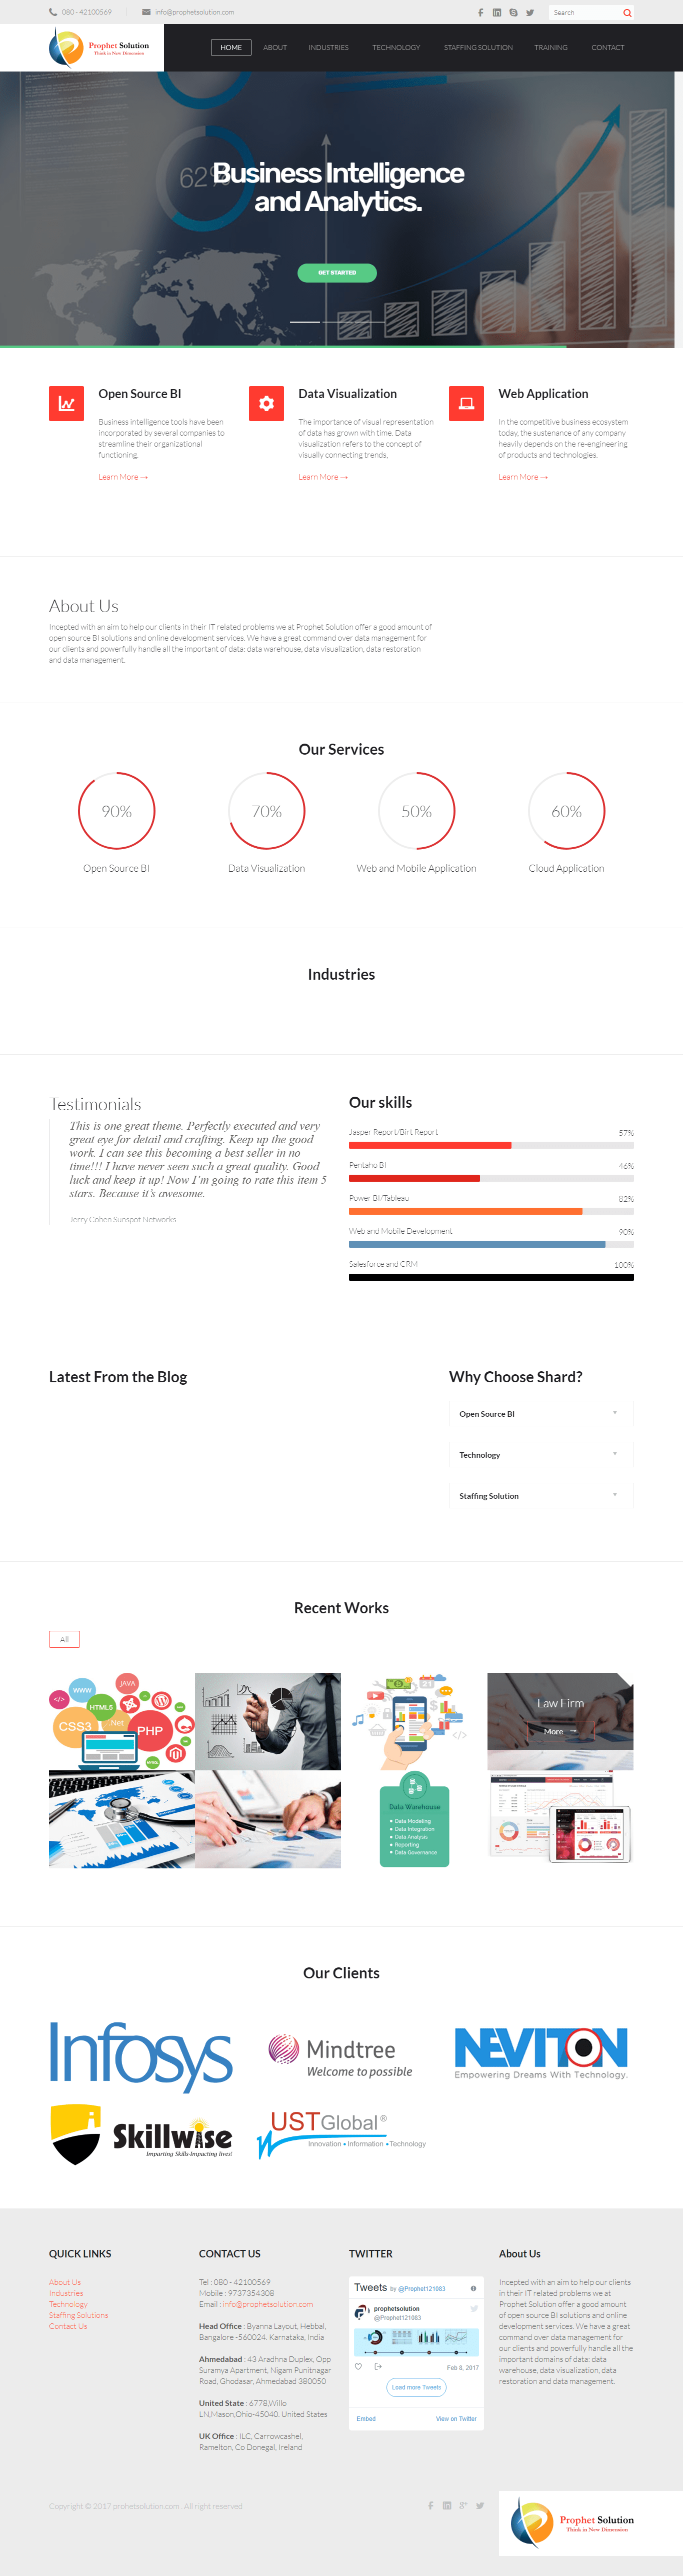 080 - 42100569
info@prophetsolution.com
Search
Prophet Solution
Think in New Dimension
HOME
ABOUT
INDUSTRIES
TECHNOLOGY
STAFFING SOLUTION
TRAINING
CONTACT
62%
Business Intelligence
and Analytics.
GET STARTED
Open Source BI
Business intelligence tools have been
incorporated by several companies to
streamline their organizational
functioning.
Learn More →
Data Visualization
The importance of visual representation
of data has grown with time. Data
visualization refers to the concept of
visually connecting trends,
Learn More →
Web Application
In the competitive business ecosystem
today, the sustenance of any company
heavily depends on the re-engineering
of products and technologies.
Learn More →
About Us
Incepted with an aim to help our clients in their IT related problems we at Prophet Solution offer a good amount of
open source BI solutions and online development services. We have a great command over data management for
our clients and powerfully handle all the important of data: data warehouse, data visualization, data restoration
and data management.
Our Services
90%
70%
50%
60%
Open Source BI
Data Visualization
Web and Mobile Application
Cloud Application
Industries
Testimonials
This is one great theme. Perfectly executed and very
great eye for detail and crafting. Keep up the good
work. I can see this becoming a best seller in no
time!!! I have never seen such a great quality. Good
luck and keep it up! Now I'm going to rate this item 5
stars. Because it's awesome.
Jerry Cohen Sunspot Networks
Our skills
Jasper Report/Birt Report
57%
Pentaho BI
46%
Power BI/Tableau
82%
Web and Mobile Development
90%
Salesforce and CRM
100%
Latest From the Blog
Why Choose Shard?
Open Source BI
Technology
Staffing Solution
Recent Works
All
JAVA
WWW
</>
HTML5
CSS3
.Net
PHP
</>
Law Firm
More →
Data Warehouse
Data Modeling
Data Integration
Data Analysis
Reporting
Data Governance
Our Clients
Infosys
Mindtree
Welcome to possible
NEVITON
Empowering Dreams With Technology.
Skillwise
Imparting Skills-Impacting lives!
UST Global ®
Innovation • Information • Technology
QUICK LINKS
About Us
Industries
Technology
Staffing Solutions
Contact Us
CONTACT US
Tel : 080 - 42100569
Mobile : 9737354308
Email : info@prophetsolution.com
Head Office : Byanna Layout, Hebbal,
Bangalore -560024. Karnataka, India
Ahmedabad : 43 Aradhna Duplex, Opp
Suramya Apartment, Nigam Punitnagar
Road, Ghodasar, Ahmedabad 380050
United State : 6778,Willo
LN,Mason,Ohio-45040. United States
UK Office : ILC, Carrowcashel,
Ramelton, Co Donegal, Ireland
TWITTER
Tweets by @Prophet121083
prophetsolution
@Prophet121083
Feb 8, 2017
Load more Tweets
Embed
View on Twitter
About Us
Incepted with an aim to help our clients
in their IT related problems we at
Prophet Solution offer a good amount
of open source BI solutions and online
development services. We have a great
command over data management for
our clients and powerfully handle all the
important domains of data: data
warehouse, data visualization, data
restoration and data management.
Copyright © 2017 prohetsolution.com . All right reserved
Prophet Solution
Think in New Dimension